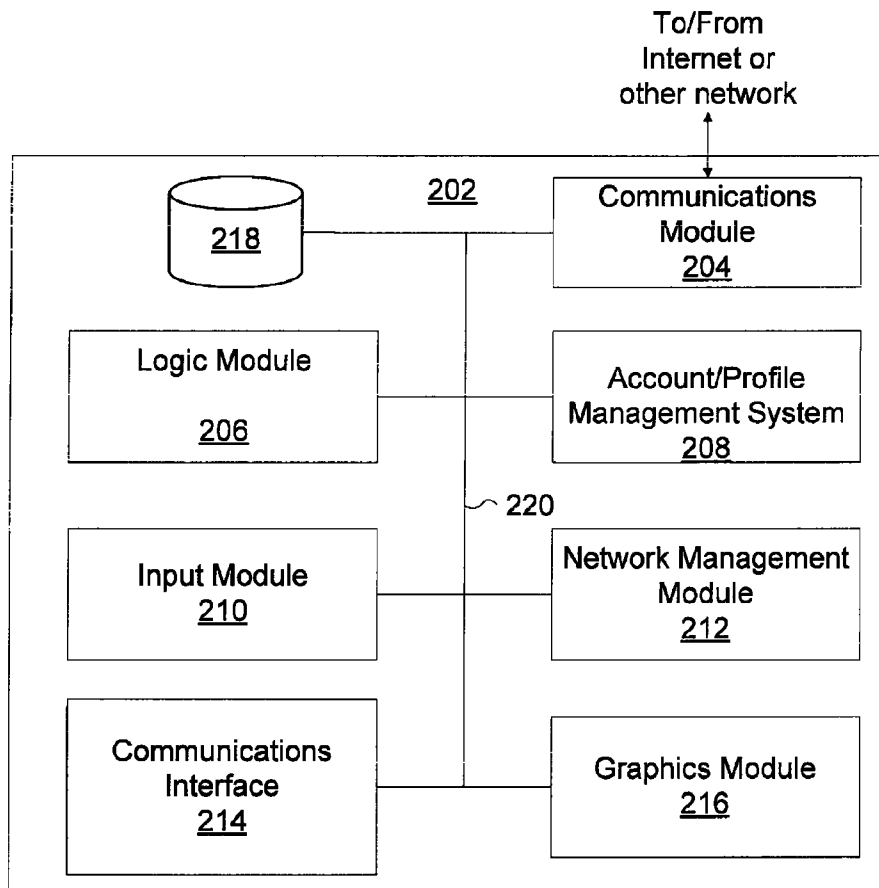 To/From
Internet or
other network
202
218
Communications
Module
204
Logic Module
206
Account/Profile
Management System
208
220
Input Module
210
Network Management
Module
212
Communications
Interface
214
Graphics Module
216